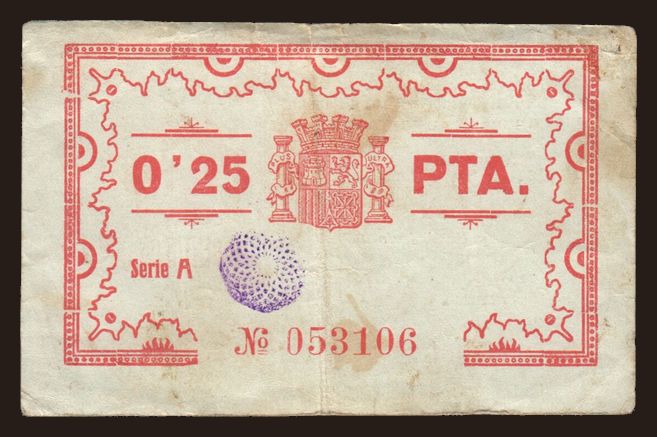 0'25 PTA.
PLUS ULTRA
Serie A
№ 053106